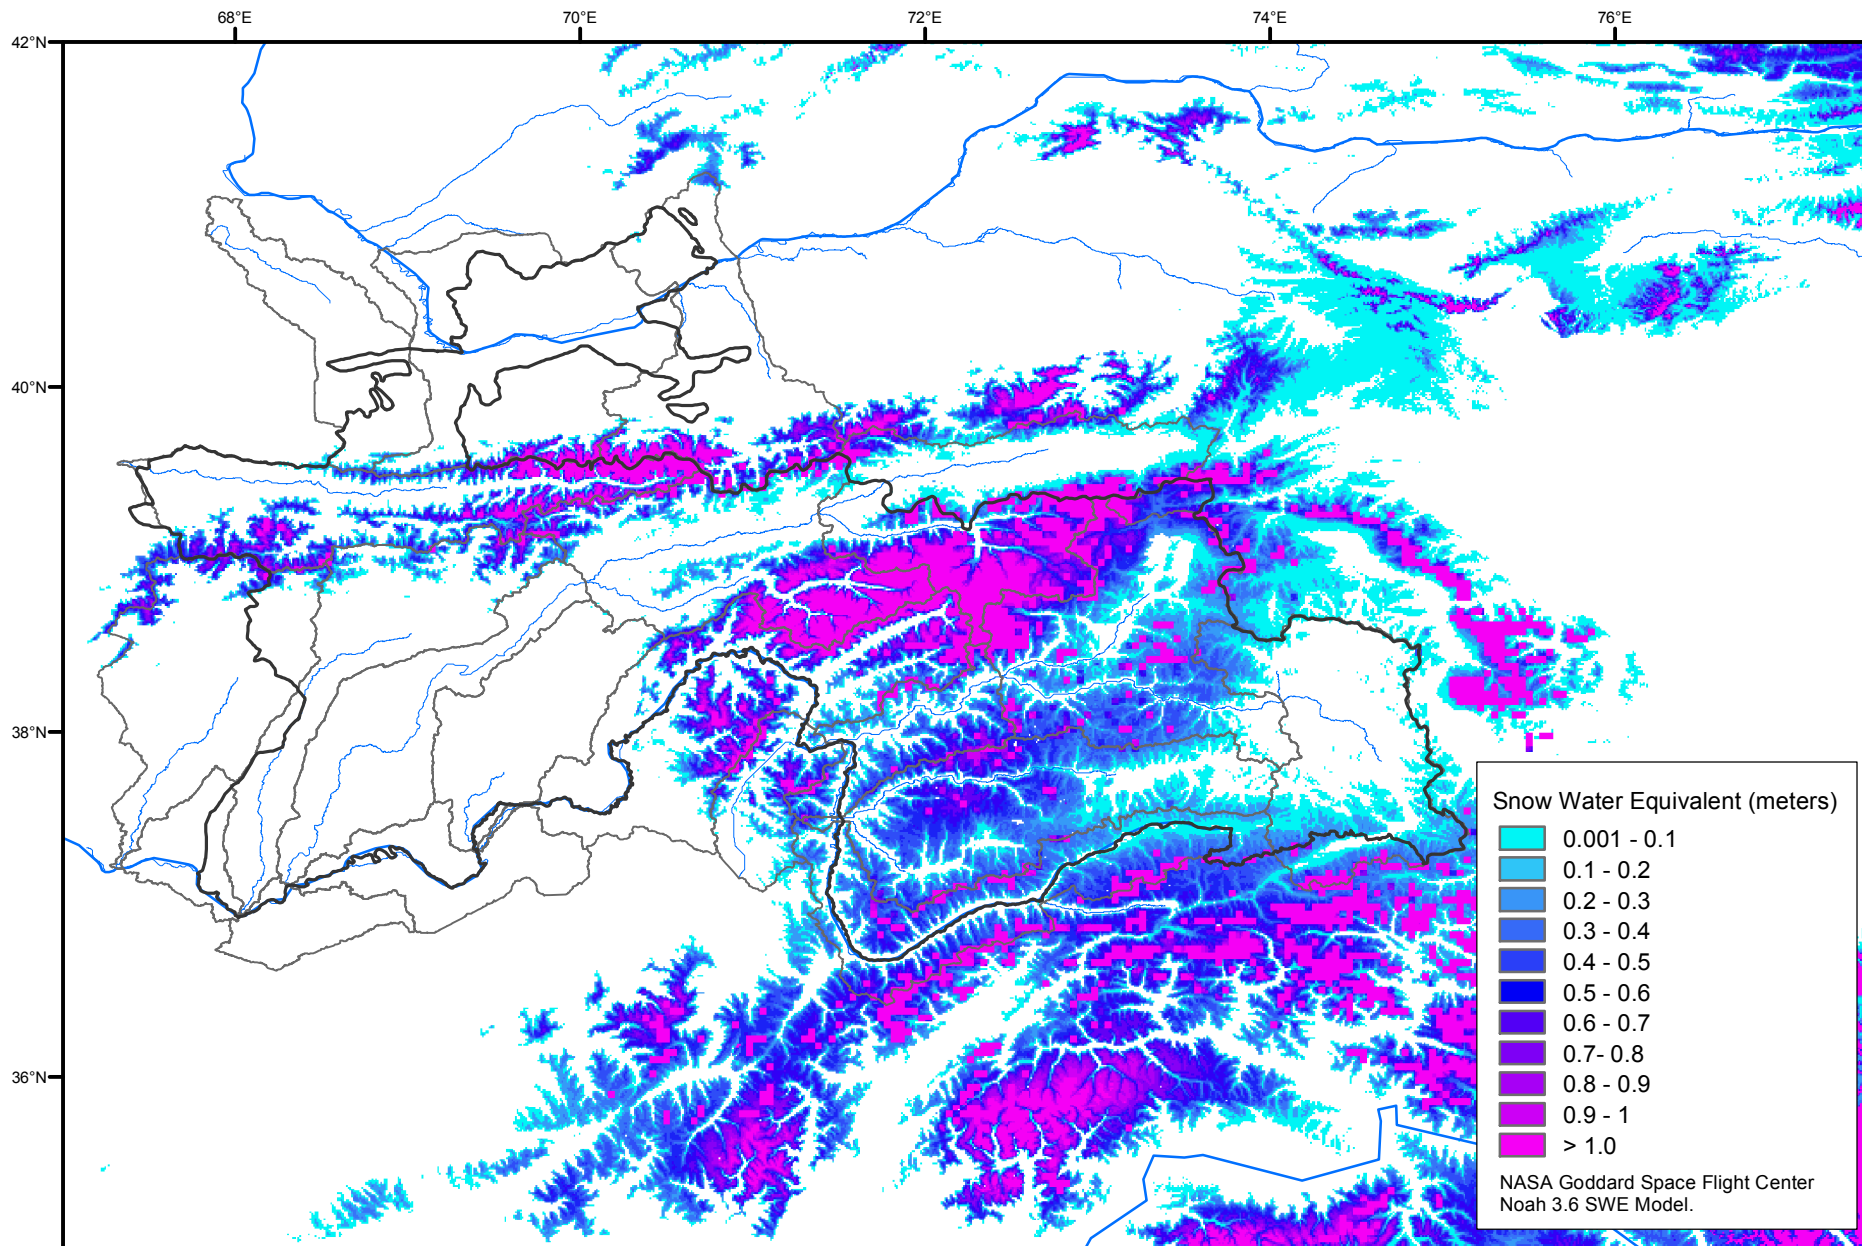 68°E
70°E
72°E
74°E
76°E
42°N
40°N
38°N
36°N
Snow Water Equivalent (meters)
0.001 - 0.1
0.1 - 0.2
0.2 - 0.3
0.3 - 0.4
0.4 - 0.5
0.5 - 0.6
0.6 - 0.7
0.7- 0.8
0.8 - 0.9
0.9 - 1
> 1.0
NASA Goddard Space Flight Center
Noah 3.6 SWE Model.